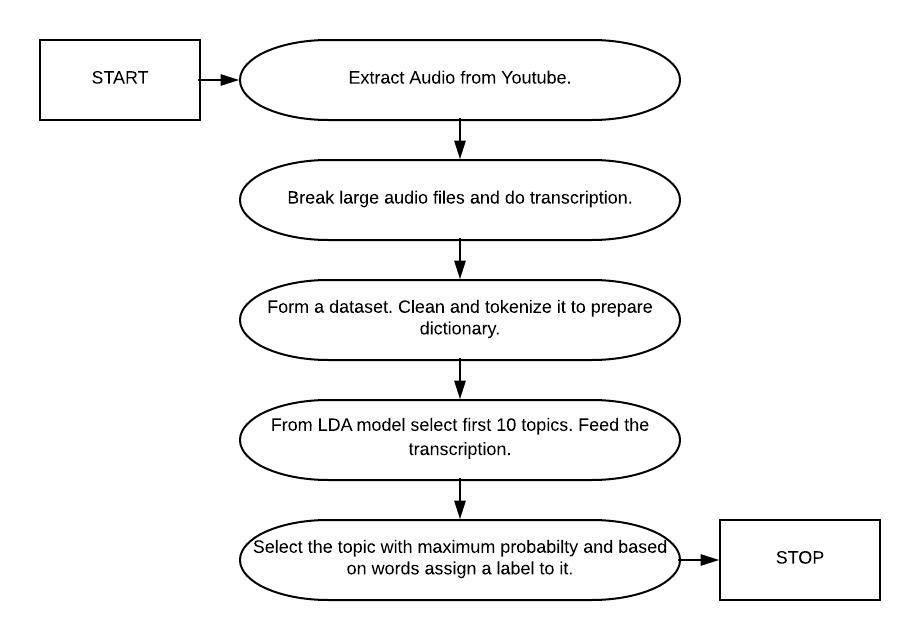 START
Extract Audio from Youtube.
Break large audio files and do transcription.
Form a dataset. Clean and tokenize it to prepare
dictionary.
From LDA model select first 10 topics. Feed the
transcription.
Select the topic with maximum probabilty and based
on words assign a label to it.
STOP